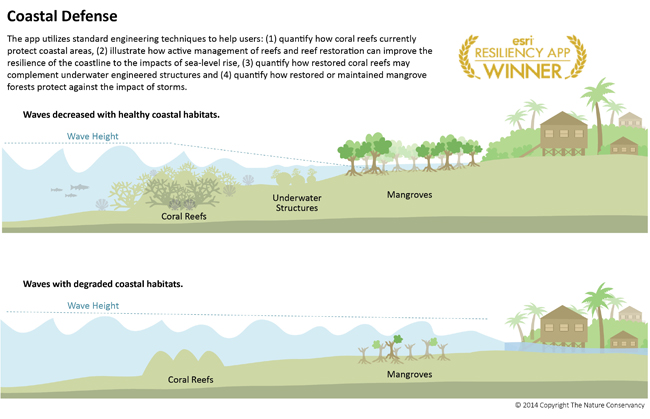 Coastal Defense
The app utilizes standard engineering techniques to help users: (1) quantify how coral reefs currently
protect coastal areas, (2) illustrate how active management of reefs and reef restoration can improve the
resilience of the coastline to the impacts of sea-level rise, (3) quantify how restored coral reefs may
complement underwater engineered structures and (4) quantify how restored or maintained mangrove
forests protect against the impact of storms.
esri
RESILIENCY APP
WINNER
Waves decreased with healthy coastal habitats.
Wave Height
Coral Reefs
Underwater
Structures
Mangroves
Waves with degraded coastal habitats.
Wave Height
Coral Reefs
Mangroves
© 2014 Copyright The Nature Conservancy